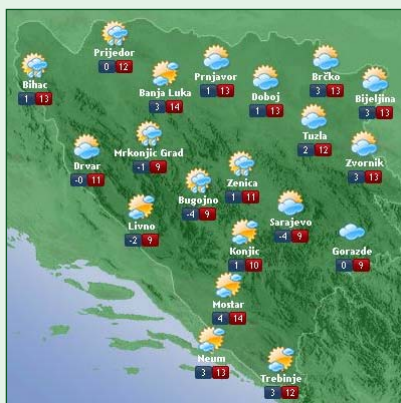 Prijedor
0 12
Bihac
1 13
Banja Luka
3 14
Prnjavor
1 13
Doboj
1 13
Brčko
3 13
Bijeljina
3 13
Tuzla
2 12
Zvornik
3 13
Drvar
-0 11
Mrkonjic Grad
-1 9
Bugojno
-4 9
Zenica
1 11
Livno
-2 9
Sarajevo
-4 9
Konjic
1 10
Gorazde
0 9
Mostar
4 14
Neum
3 13
Trebinje
3 12